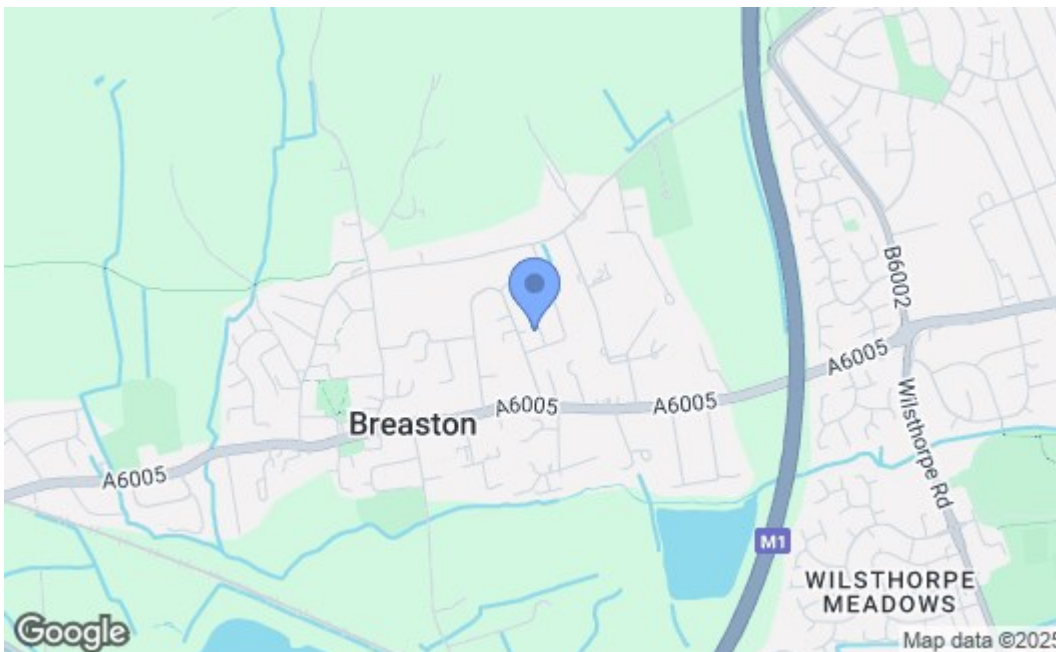 B6002
A6005
A6005
A6005
Breaston
Wilsthorpe Rd
A6005
M1
WILSTHORPE
MEADOWS
Google
Map data ©2025